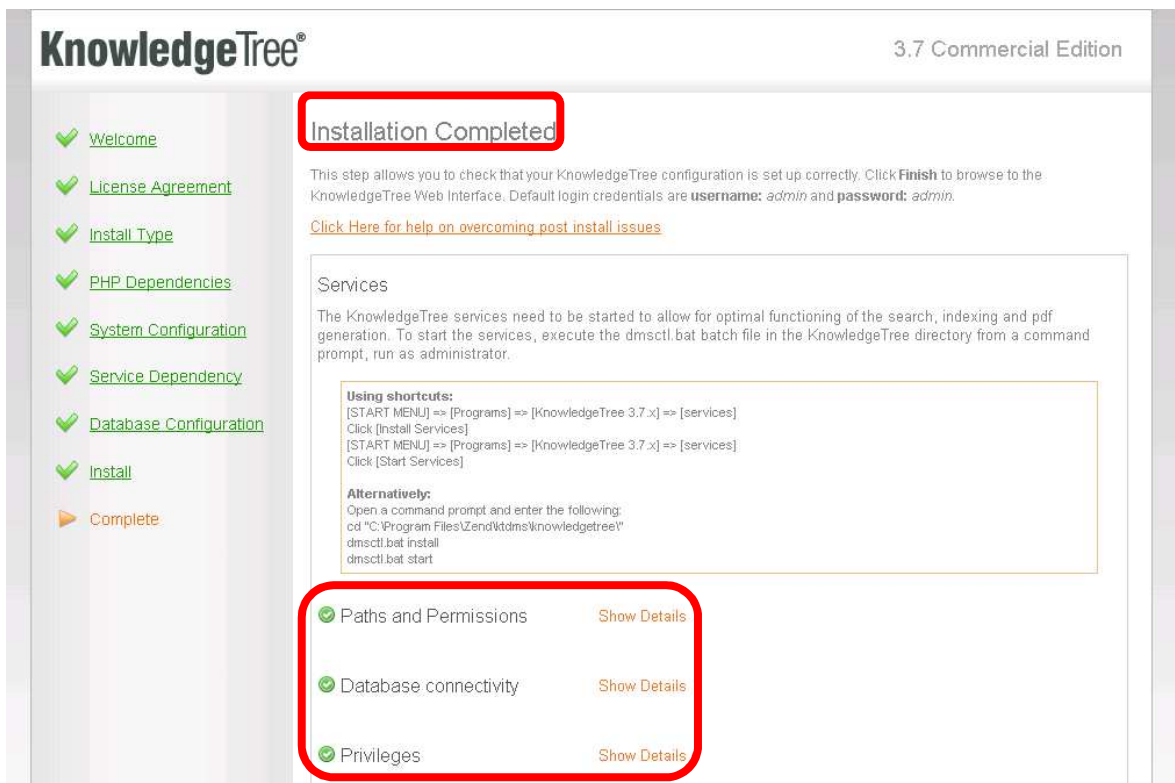 KnowledgeTree®
3.7 Commercial Edition
Welcome
License Agreement
Install Type
PHP Dependencies
System Configuration
Service Dependency
Database Configuration
Install
Complete
Installation Completed
This step allows you to check that your KnowledgeTree configuration is set up correctly. Click Finish to browse to the
KnowledgeTree Web Interface. Default login credentials are username: admin and password: admin.
Click Here for help on overcoming post install issues
Services
The KnowledgeTree services need to be started to allow for optimal functioning of the search, indexing and pdf
generation. To start the services, execute the dmsctl.bat batch file in the KnowledgeTree directory from a command
prompt, run as administrator.
Using shortcuts:
[START MENU] => [Programs] => [KnowledgeTree 3.7.x] => [services]
Click [Install Services]
[START MENU] => [Programs] => [KnowledgeTree 3.7.x] => [services]
Click [Start Services]
Alternatively:
Open a command prompt and enter the following:
cd "C:\Program Files\Zend\ktdms\knowledgetree\"
dmsctl.bat install
dmsctl.bat start
Paths and Permissions Show Details
Database connectivity Show Details
Privileges Show Details